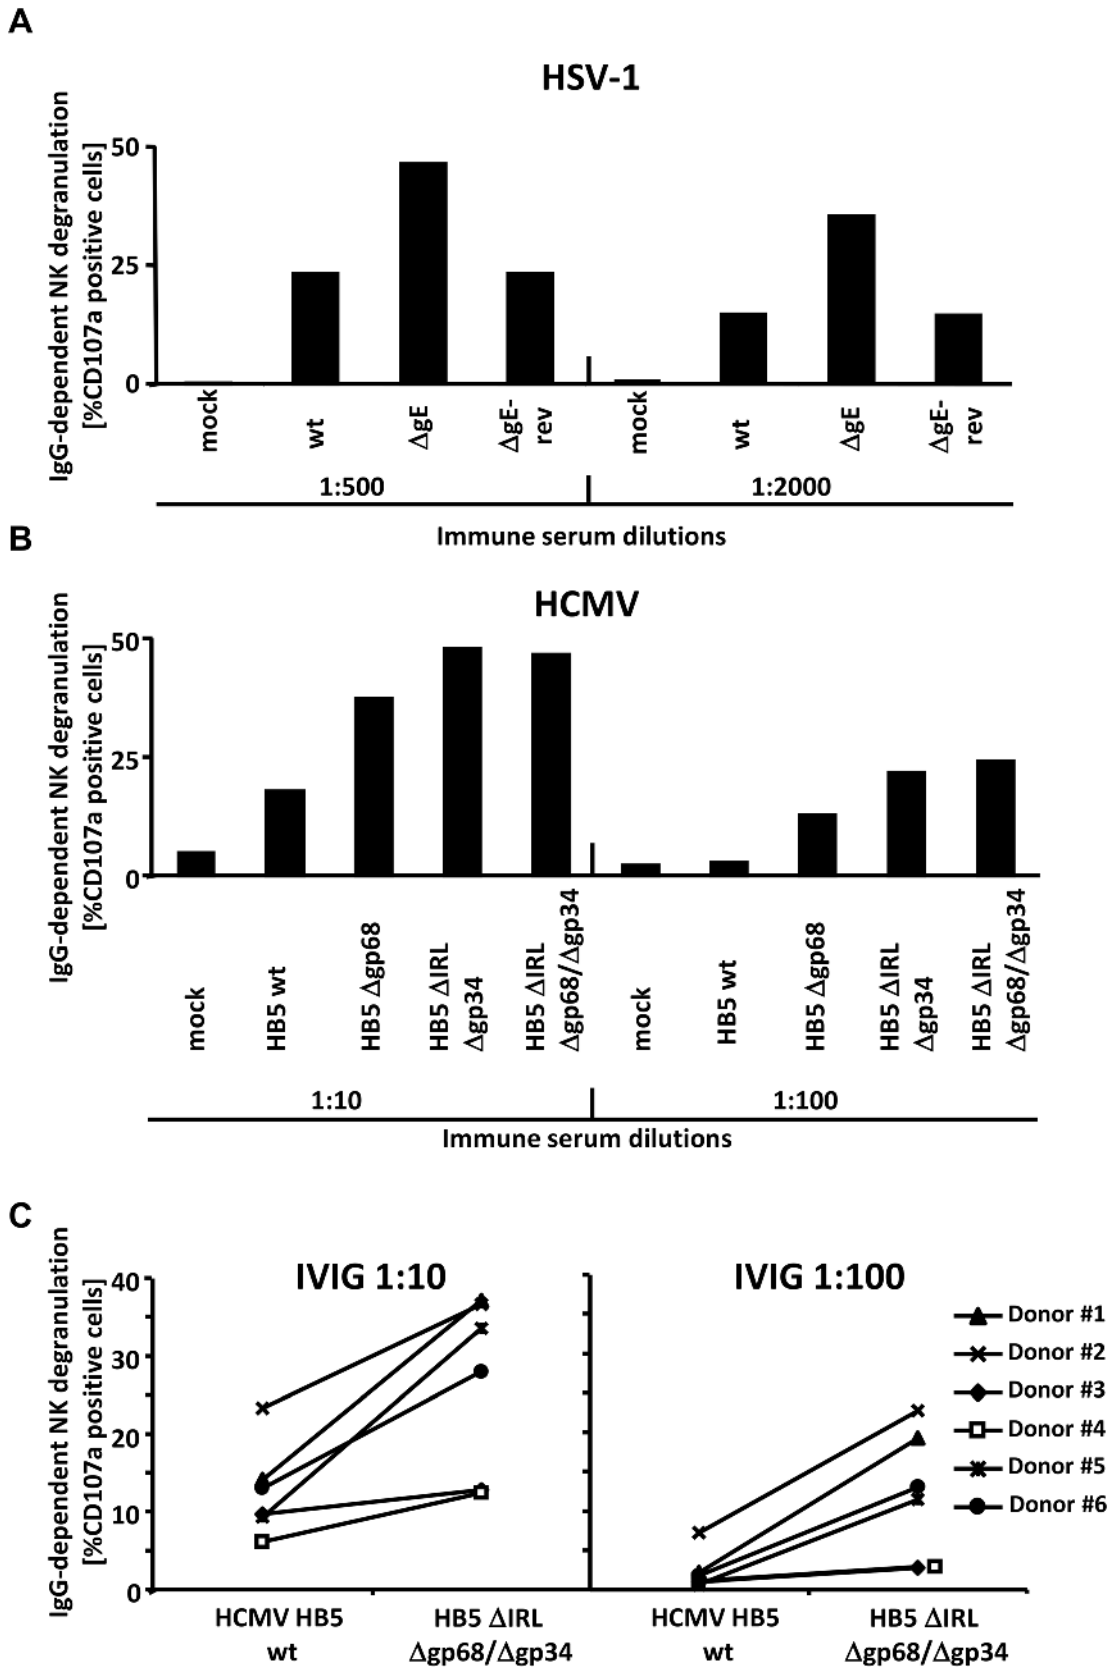 A
HSV-1
IgG-dependent NK degranulation
[%CD107a positive cells]
50
25
0
mock
wt
ΔgE
ΔgE-
rev
mock
wt
ΔgE
ΔgE-
rev
1:500
1:2000
Immune serum dilutions
B
HCMV
IgG-dependent NK degranulation
[%CD107a positive cells]
50
25
0
mock
HB5 wt
HB5 Δgp68
HB5 ΔIRL
Δgp34
HB5 ΔIRL
Δgp68/Δgp34
mock
HB5 wt
HB5 Δgp68
HB5 ΔIRL
Δgp34
HB5 ΔIRL
Δgp68/Δgp34
1:10
1:100
Immune serum dilutions
C
IgG-dependent NK degranulation
[%CD107a positive cells]
IVIG 1:10
IVIG 1:100
40
30
20
10
0
Donor #1
Donor #2
Donor #3
Donor #4
Donor #5
Donor #6
HCMV HB5
wt
HB5 ΔIRL
Δgp68/Δgp34
HCMV HB5
wt
HB5 ΔIRL
Δgp68/Δgp34